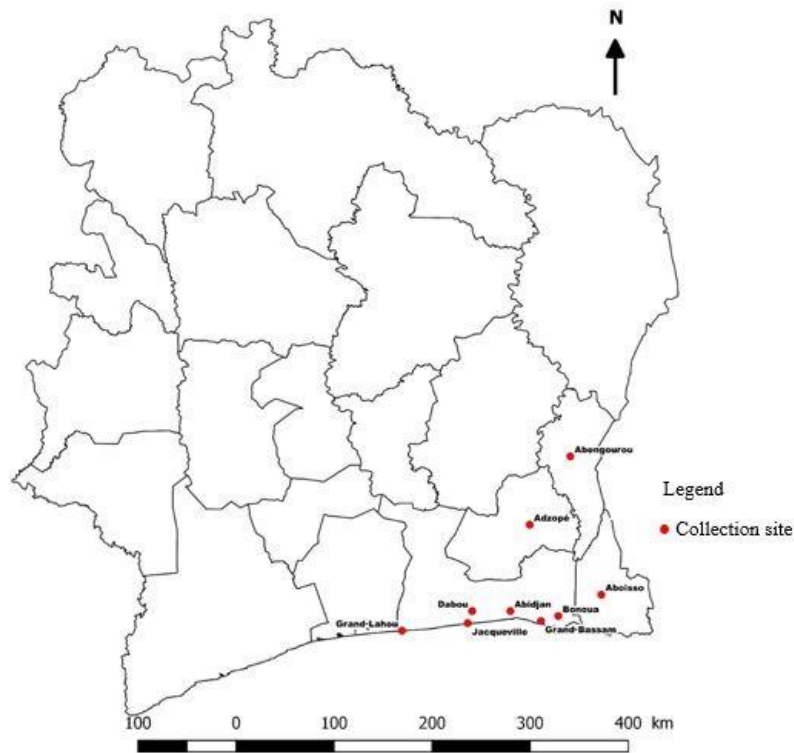 N
Abengourou
Legend
Adzopé
Collection site
Aboisso
Dabou
Abidjan
Bonoua
Grand-Lahou
Jacqueville
Grand-Bassam
100 0 100 200 300 400 km